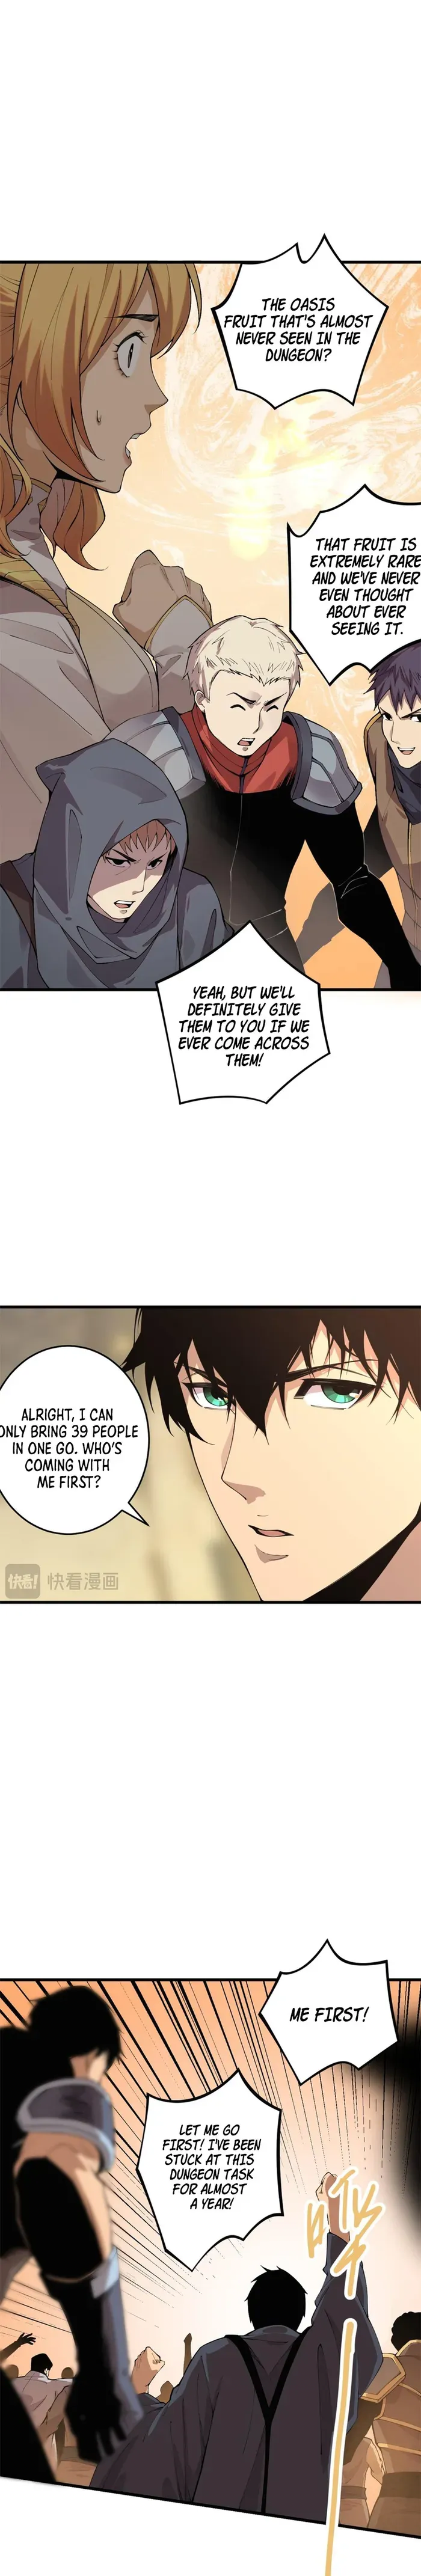 THE OASIS
FRUIT THAT'S ALMOST
NEVER SEEN IN THE
DUNGEON?
THAT FRUIT IS
EXTREMELY RARE
AND WE'VE NEVER
EVEN THOUGHT
ABOUT EVER
SEEING IT.
YEAH, BUT WE'LL
DEFINITELY GIVE
THEM TO YOU IF WE
EVER COME ACROSS
THEM!
ALRIGHT, I CAN
ONLY BRING 39 PEOPLE
IN ONE GO. WHO'S
COMING WITH
ME FIRST?
快看! 快看漫画
ME FIRST!
LET ME GO
FIRST! I'VE BEEN
STUCK AT THIS
DUNGEON TASK
FOR ALMOST
A YEAR!